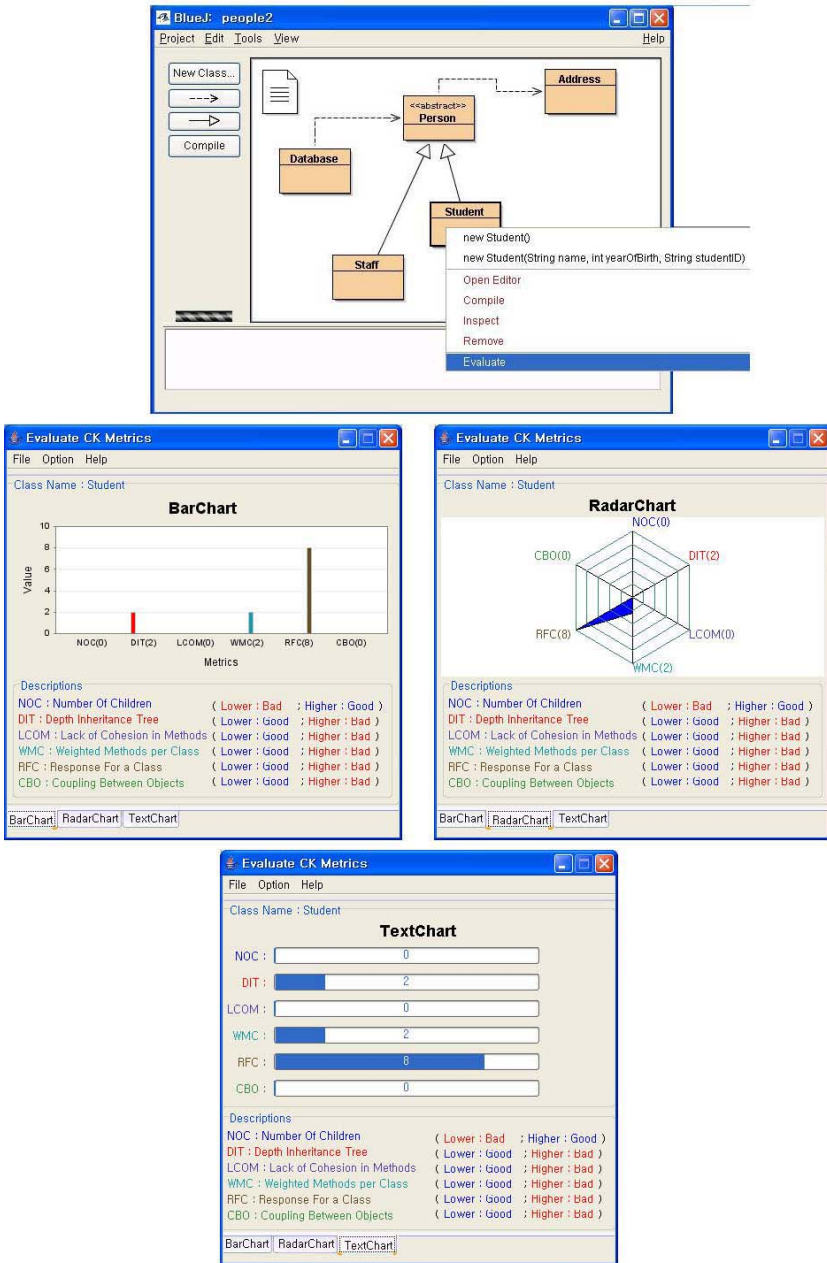 BlueJ: people2
Project Edit Tools View Help
New Class...
Compile
<<abstract>>
Person
Address
Database
Student
Staff
new Student()
new Student(String name, int yearOfBirth, String studentID)
Open Editor
Compile
Inspect
Remove
Evaluate
Evaluate CK Metrics
File Option Help
Class Name : Student
BarChart
10
8
6
4
2
0
Value
NOC(0) DIT(2) LCOM(0) WMC(2) RFC(8) CBO(0)
Metrics
Descriptions
NOC : Number Of Children ( Lower : Bad ; Higher : Good )
DIT : Depth Inheritance Tree ( Lower : Good ; Higher : Bad )
LCOM : Lack of Cohesion in Methods ( Lower : Good ; Higher : Bad )
WMC : Weighted Methods per Class ( Lower : Good ; Higher : Bad )
RFC : Response For a Class ( Lower : Good ; Higher : Bad )
CBO : Coupling Between Objects ( Lower : Good ; Higher : Bad )
BarChart RadarChart TextChart
Evaluate CK Metrics
File Option Help
Class Name : Student
RadarChart
NOC(0)
CBO(0) DIT(2)
RFC(8) LCOM(0)
WMC(2)
Descriptions
NOC : Number Of Children ( Lower : Bad ; Higher : Good )
DIT : Depth Inheritance Tree ( Lower : Good ; Higher : Bad )
LCOM : Lack of Cohesion in Methods ( Lower : Good ; Higher : Bad )
WMC : Weighted Methods per Class ( Lower : Good ; Higher : Bad )
RFC : Response For a Class ( Lower : Good ; Higher : Bad )
CBO : Coupling Between Objects ( Lower : Good ; Higher : Bad )
BarChart RadarChart TextChart
Evaluate CK Metrics
File Option Help
Class Name : Student
TextChart
NOC : 0
DIT : 2
LCOM : 0
WMC : 2
RFC : 8
CBO : 0
Descriptions
NOC : Number Of Children ( Lower : Bad ; Higher : Good )
DIT : Depth Inheritance Tree ( Lower : Good ; Higher : Bad )
LCOM : Lack of Cohesion in Methods ( Lower : Good ; Higher : Bad )
WMC : Weighted Methods per Class ( Lower : Good ; Higher : Bad )
RFC : Response For a Class ( Lower : Good ; Higher : Bad )
CBO : Coupling Between Objects ( Lower : Good ; Higher : Bad )
BarChart RadarChart TextChart